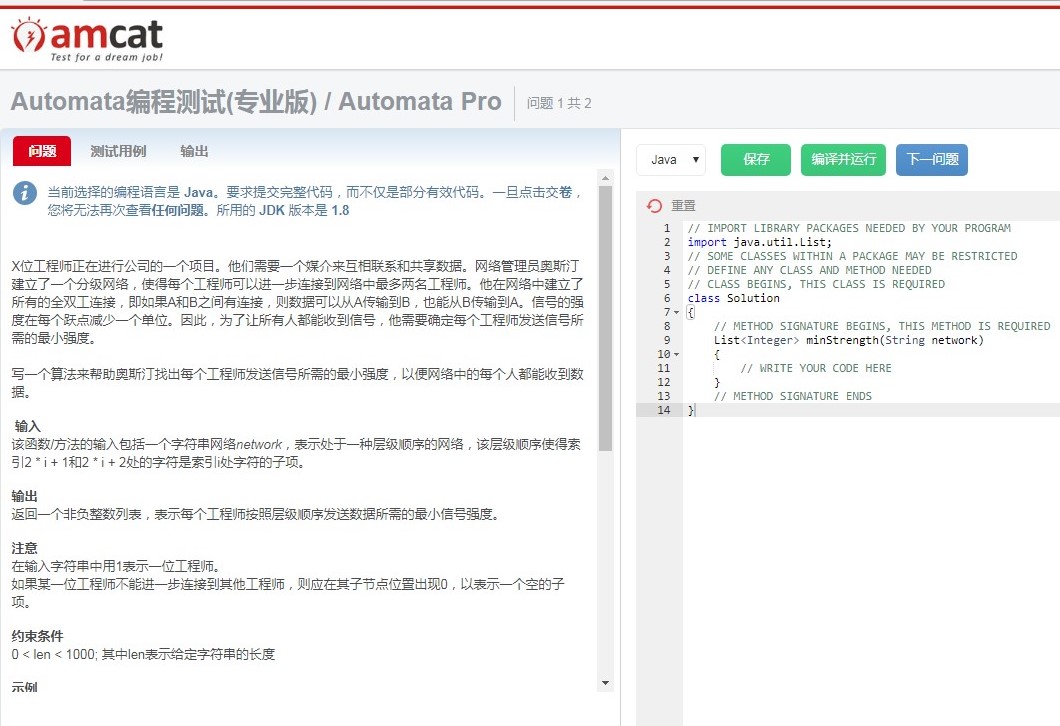 amcat
Test for a dream job!
Automata编程测试(专业版) / Automata Pro
问题 1 共 2
问题 测试用例 输出
当前选择的编程语言是 Java。要求提交完整代码，而不仅是部分有效代码。一旦点击交卷，
您将无法再次查看任何问题。所用的 JDK 版本是 1.8
X位工程师正在进行公司的一个项目。他们需要一个媒介来互相联系和共享数据。网络管理员奥斯汀
建立了一个分级网络，使得每个工程师可以进一步连接到网络中最多两名工程师。他在网络中建立了
所有的全双工连接，即如果A和B之间有连接，则数据可以从A传输到B，也能从B传输到A。信号的强
度在每个跃点减少一个单位。因此，为了让所有人都能收到信号，他需要确定每个工程师发送信号所
需的最小强度。
写一个算法来帮助奥斯汀找出每个工程师发送信号所需的最小强度，以便网络中的每个人都能收到数
据。
输入
该函数/方法的输入包括一个字符串网络network，表示处于一种层级顺序的网络，该层级顺序使得索
引2 * i + 1和2 * i + 2处的字符是索引i处字符的子项。
输出
返回一个非负整数列表，表示每个工程师按照层级顺序发送数据所需的最小信号强度。
注意
在输入字符串中用1表示一位工程师。
如果某一位工程师不能进一步连接到其他工程师，则应在其子节点位置出现0，以表示一个空的子
项。
约束条件
0 < len < 1000; 其中len表示给定字符串的长度
示例
Java 保存 编译并运行 下一问题
重置
1 // IMPORT LIBRARY PACKAGES NEEDED BY YOUR PROGRAM
2 import java.util.List;
3 // SOME CLASSES WITHIN A PACKAGE MAY BE RESTRICTED
4 // DEFINE ANY CLASS AND METHOD NEEDED
5 // CLASS BEGINS, THIS CLASS IS REQUIRED
6 class Solution
7 {
8 // METHOD SIGNATURE BEGINS, THIS METHOD IS REQUIRED
9 List<Integer> minStrength(String network)
10 {
11 // WRITE YOUR CODE HERE
12 }
13 // METHOD SIGNATURE ENDS
14 }